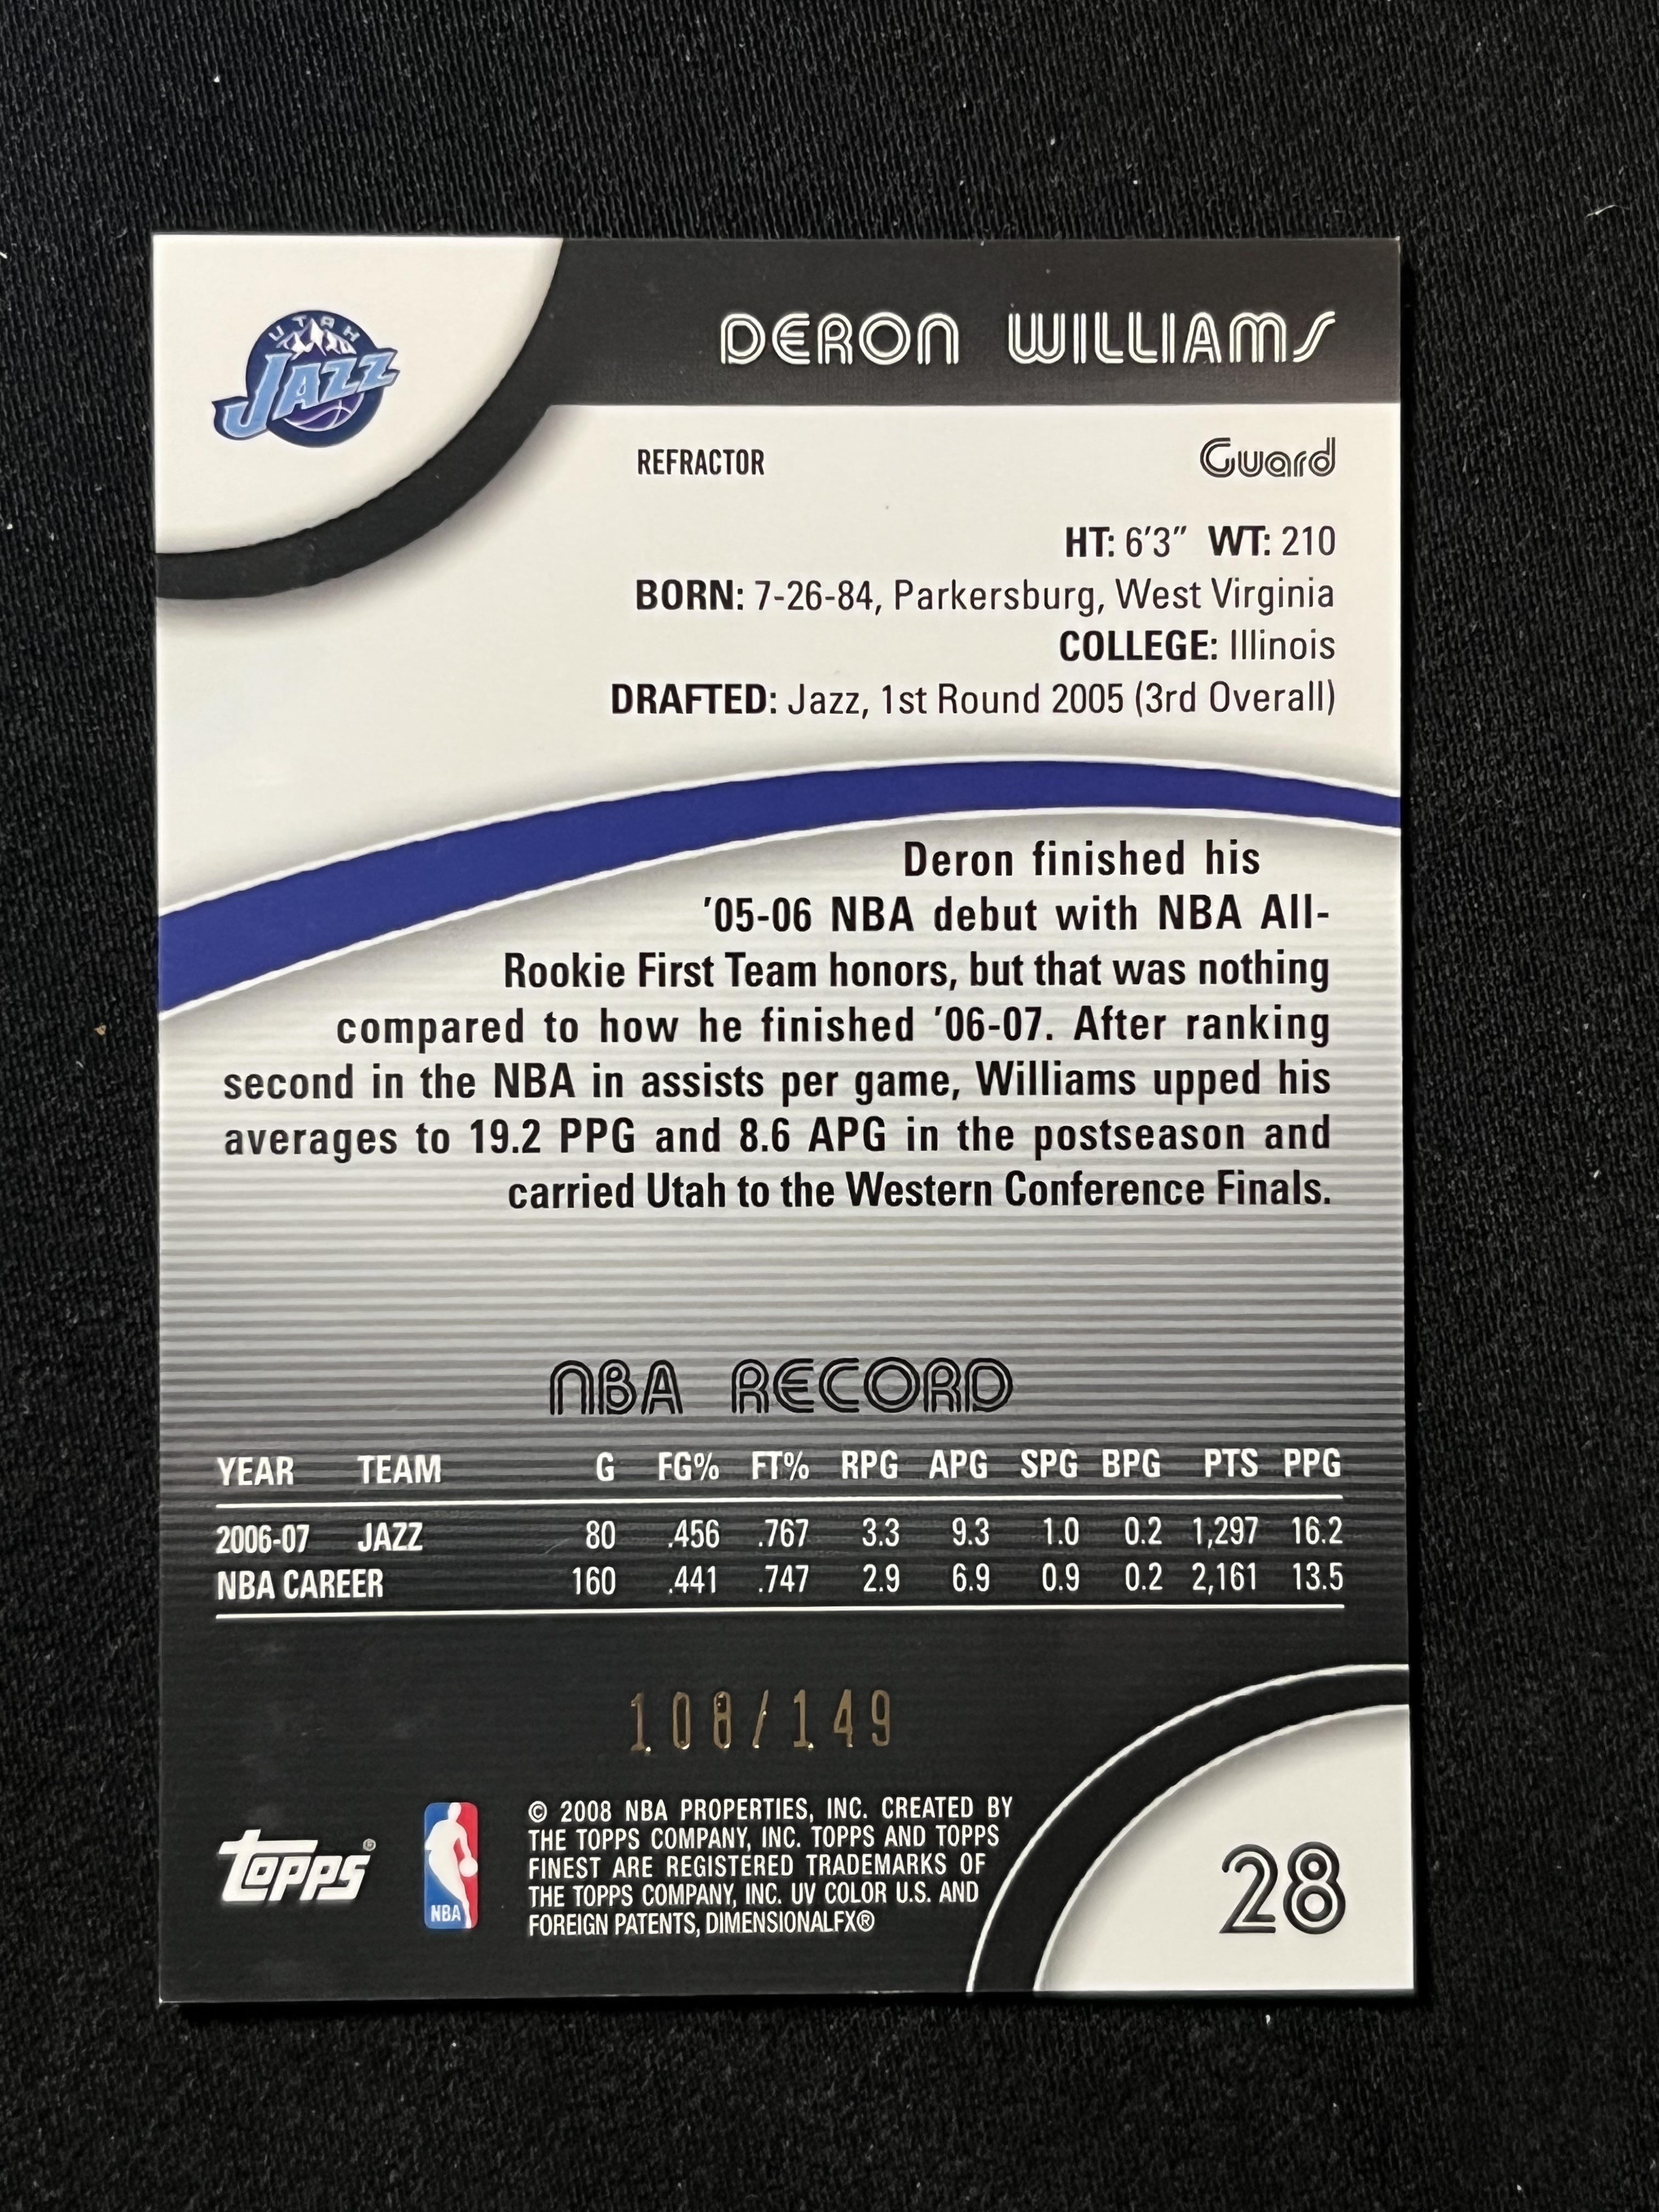 UTAH
JAZZ
DERON WILLIAMS
REFRACTOR
Guard
HT: 6'3" WT: 210
BORN: 7-26-84, Parkersburg, West Virginia
COLLEGE: Illinois
DRAFTED: Jazz, 1st Round 2005 (3rd Overall)
Deron finished his
'05-06 NBA debut with NBA All-
Rookie First Team honors, but that was nothing
compared to how he finished '06-07. After ranking
second in the NBA in assists per game, Williams upped his
averages to 19.2 PPG and 8.6 APG in the postseason and
carried Utah to the Western Conference Finals.
NBA RECORD
YEAR TEAM G FG% FT% RPG APG SPG BPG PTS PPG
2006-07 JAZZ 80 .456 .767 3.3 9.3 1.0 0.2 1,297 16.2
NBA CAREER 160 .441 .747 2.9 6.9 0.9 0.2 2,161 13.5
108/149
topps®
NBA
© 2008 NBA PROPERTIES, INC. CREATED BY
THE TOPPS COMPANY, INC. TOPPS AND TOPPS
FINEST ARE REGISTERED TRADEMARKS OF
THE TOPPS COMPANY, INC. UV COLOR U.S. AND
FOREIGN PATENTS, DIMENSIONALFX®
28